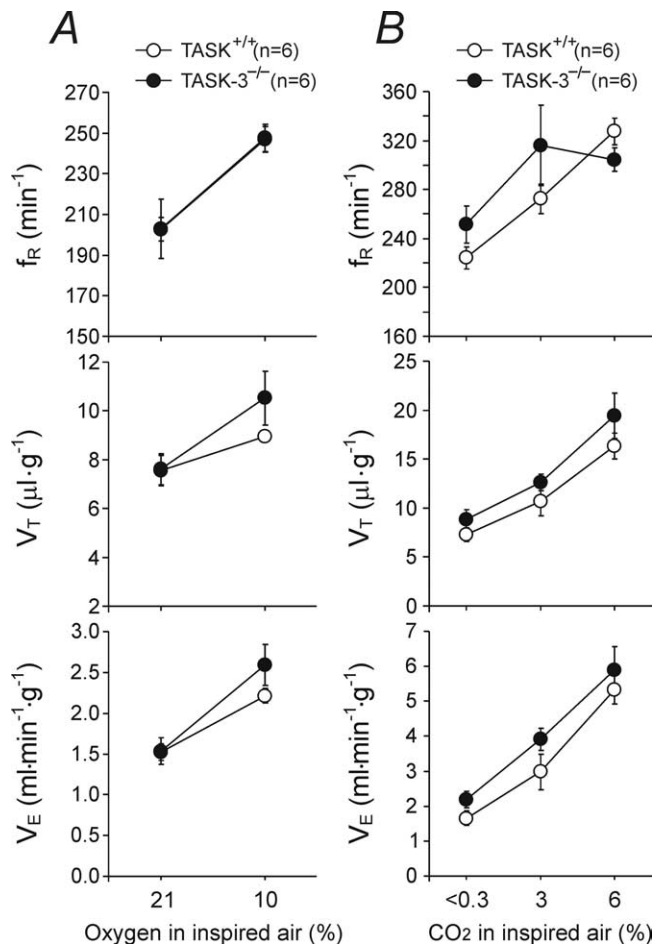 A
TASK+/+ (n=6)
TASK-3−/− (n=6)
270
250
230
210
190
170
150
fR (min-1)
12
10
8
6
4
2
VT (µl·g-1)
3.0
2.5
2.0
1.5
1.0
0.5
0.0
VE (ml·min-1·g-1)
21 10
Oxygen in inspired air (%)
B
TASK+/+ (n=6)
TASK-3−/− (n=6)
360
320
280
240
200
160
fR (min-1)
25
20
15
10
5
0
VT (µl·g-1)
7
6
5
4
3
2
1
0
VE (ml·min-1·g-1)
<0.3 3 6
CO2 in inspired air (%)